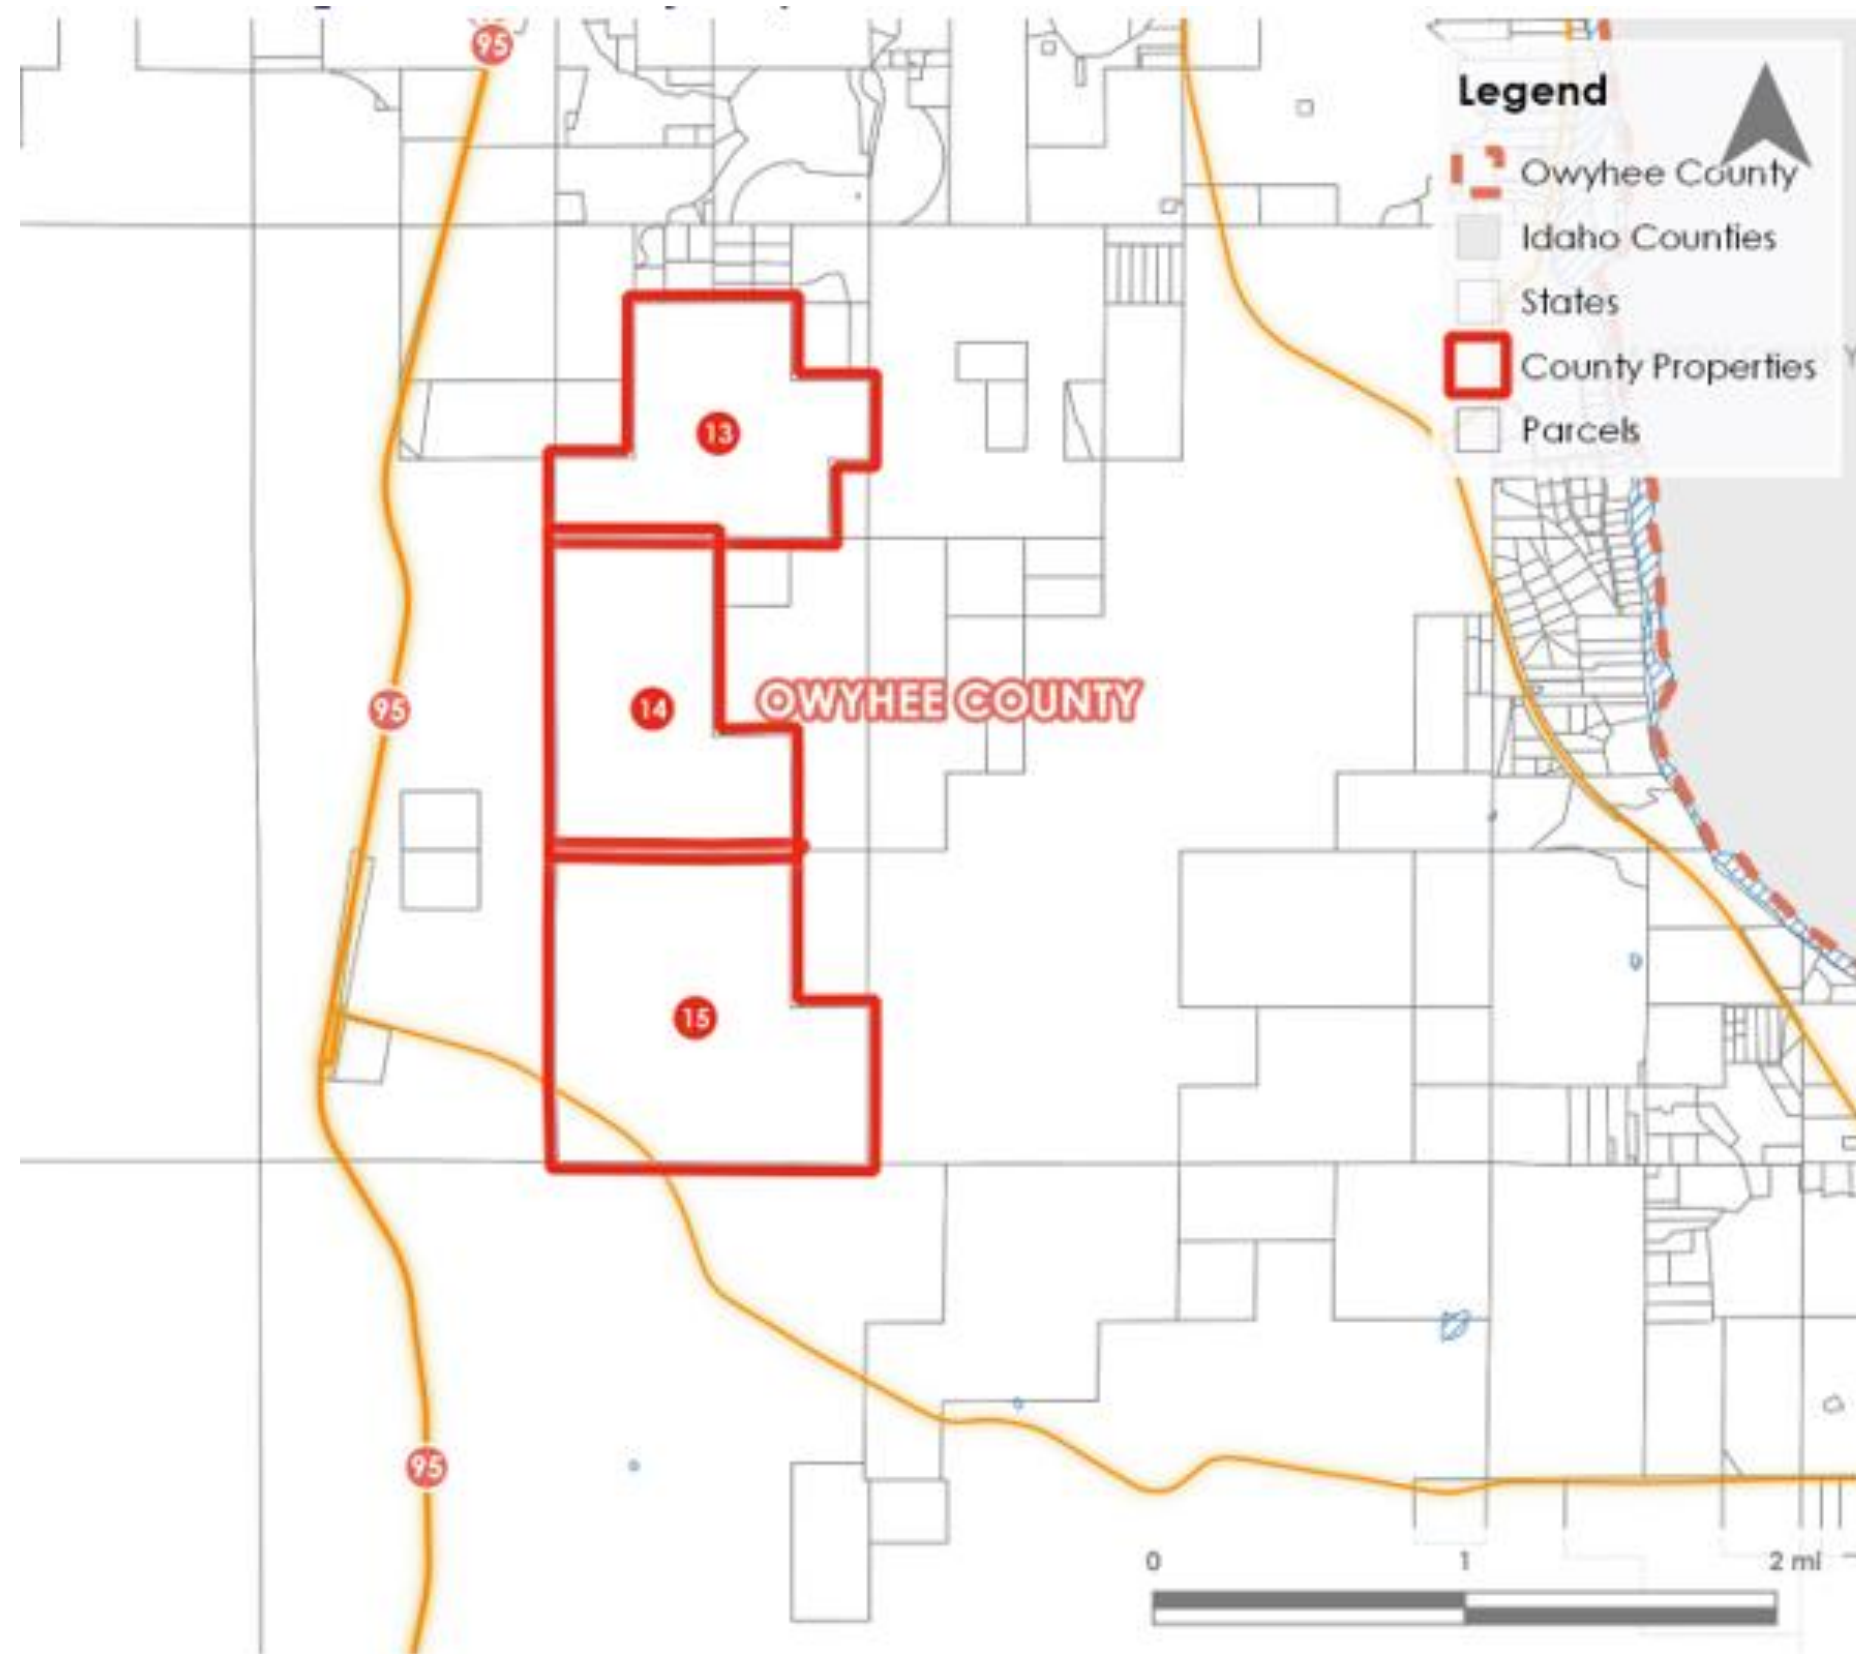 95
Legend
Owyhee County
Idaho Counties
States
County Properties
Parcels
13
95
14
OWYHEE COUNTY
15
95
0 1 2 mi